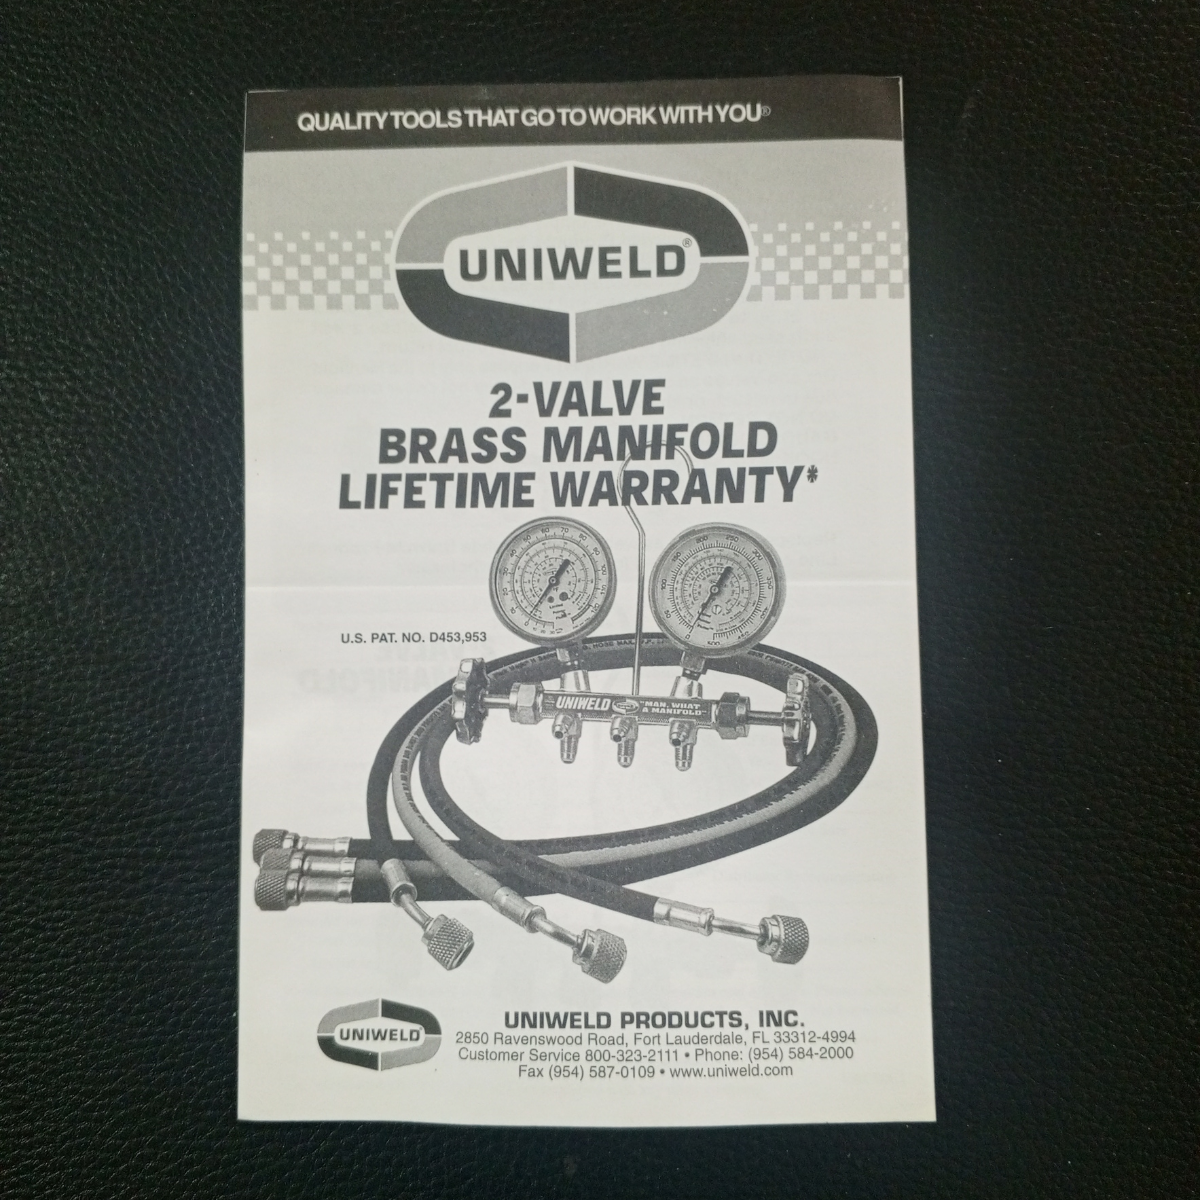 QUALITY TOOLS THAT GO TO WORK WITH YOU®
UNIWELD®
2-VALVE
BRASS MANIFOLD
LIFETIME WARRANTY*
U.S. PAT. NO. D453,953
UNIWELD "MAN, WHAT
A MANIFOLD"
UNIWELD
UNIWELD PRODUCTS, INC.
2850 Ravenswood Road, Fort Lauderdale, FL 33312-4994
Customer Service 800-323-2111 • Phone: (954) 584-2000
Fax (954) 587-0109 • www.uniweld.com